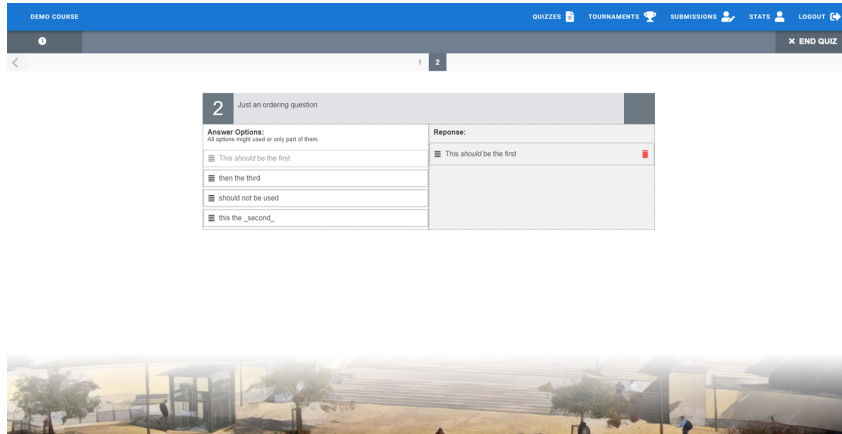 DEMO COURSE
QUIZZES
TOURNAMENTS
SUBMISSIONS
STATS
LOGOUT
END QUIZ
1
2
2
Just an ordering question
Answer Options:
All options might used or only part of them.
This should be the first
then the third
should not be used
this the _second_
Reponse:
This should be the first